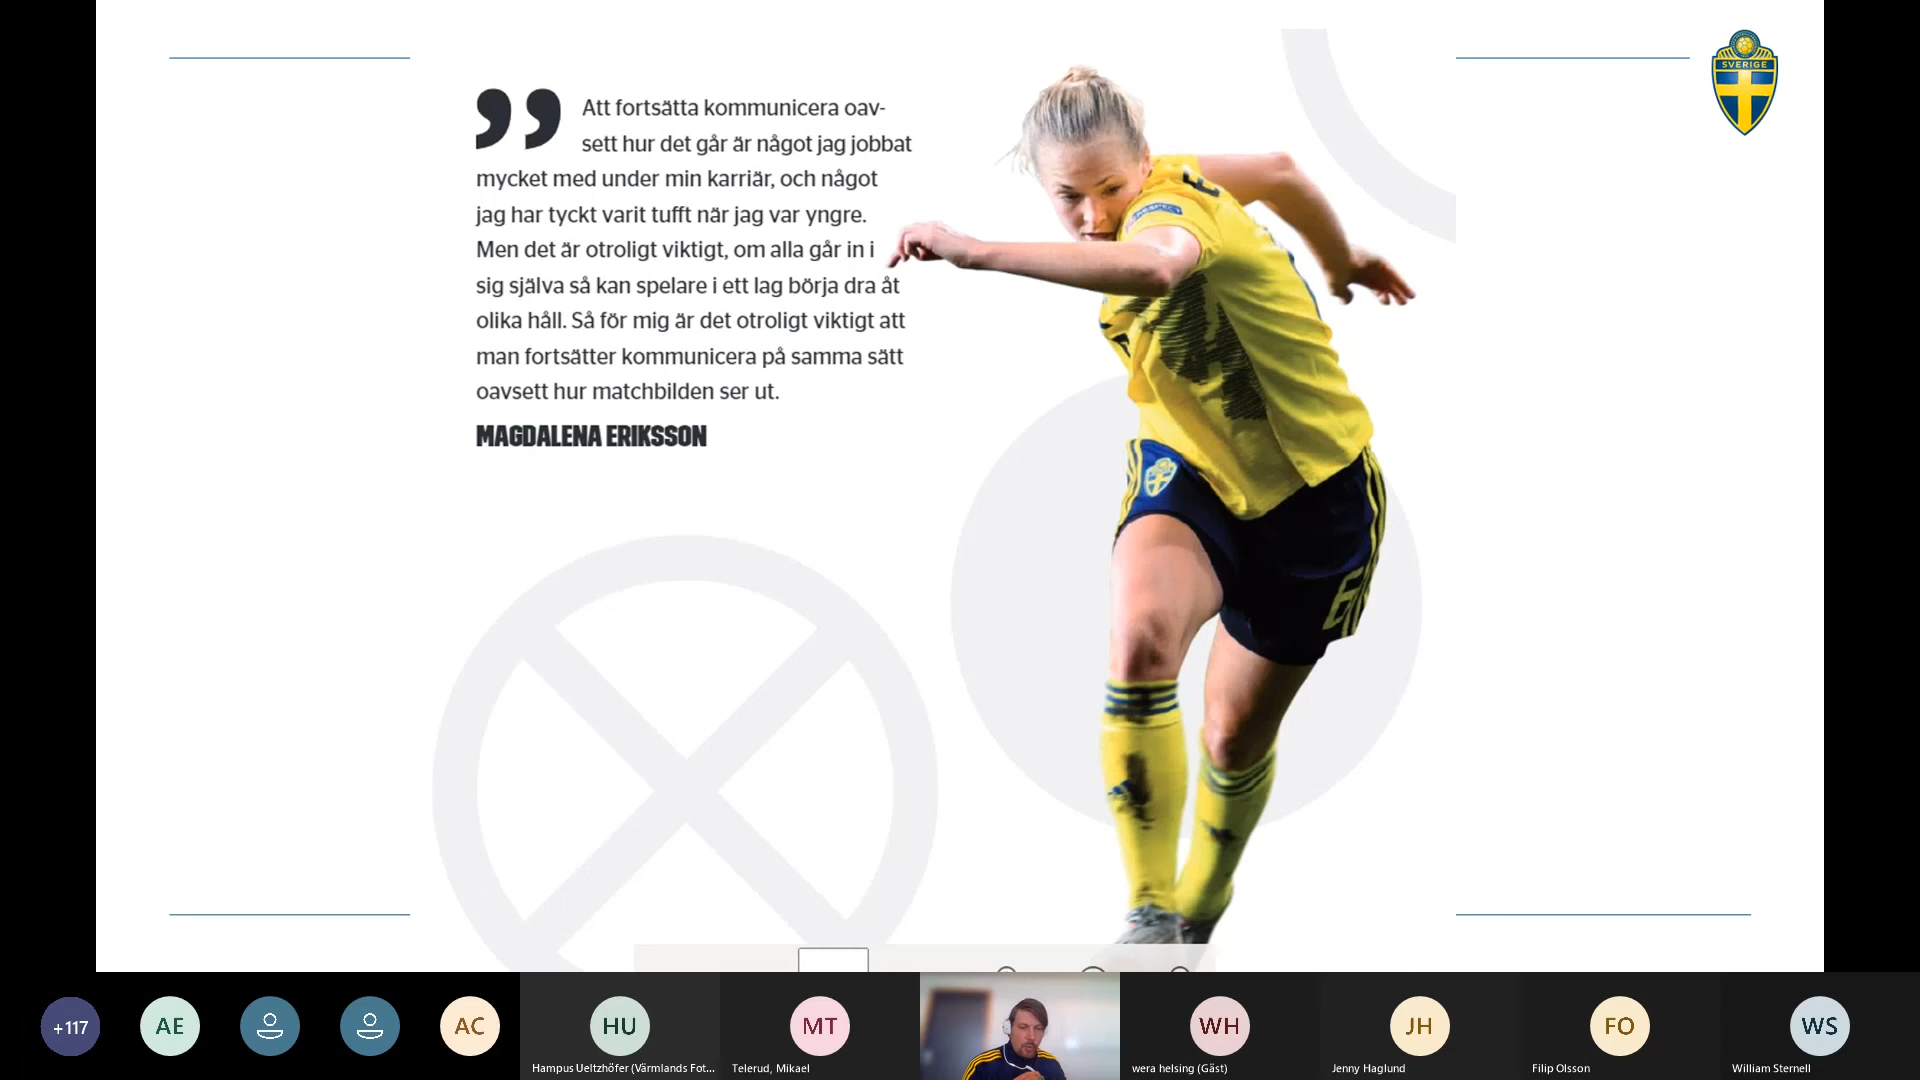 SVERIGE
”
Att fortsätta kommunicera oav-
sett hur det går är något jag jobbat
mycket med under min karriär, och något
jag har tyckt varit tufft när jag var yngre.
Men det är otroligt viktigt, om alla går in i
sig själva så kan spelare i ett lag börja dra åt
olika håll. Så för mig är det otroligt viktigt att
man fortsätter kommunicera på samma sätt
oavsett hur matchbilden ser ut.
MAGDALENA ERIKSSON
RESPECT
6
+117
AE
AC
HU
MT
WH
JH
FO
WS
Hampus Ueltzhöfer (Värmlands Fot...
Telerud, Mikael
wera helsing (Gäst)
Jenny Haglund
Filip Olsson
William Sternell